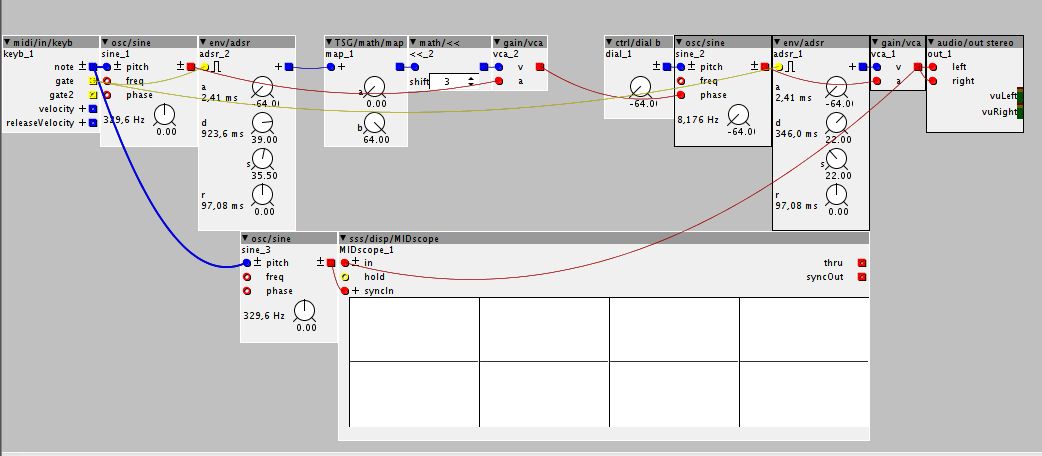 ▼ midi/in/keyb
keyb_1
note ±
gate
gate2
velocity +
releaseVelocity +
▼ osc/sine
sine_1
± pitch ±
freq
phase
329,6 Hz
0.00
▼ env/adsr
adsr_2
+
a
2,41 ms
-64.0(
d
923,6 ms
39.00
s
35.50
r
97,08 ms
0.00
▼ TSG/math/map
map_1
+
a
0.00
b
64.00
▼ math/<<
<<_2
shift 3
▼ gain/vca
vca_2
v
a
▼ ctrl/dial b
dial_1
±
-64.0(
▼ osc/sine
sine_2
± pitch ±
freq
phase
8,176 Hz
-64.0(
▼ env/adsr
adsr_1
+
a
2,41 ms
-64.0(
d
346,0 ms
22.00
s
22.00
r
97,08 ms
0.00
▼ gain/vca
vca_1
v
a
▼ audio/out stereo
out_1
left
right
vuLeft
vuRight
▼ osc/sine
sine_3
± pitch ±
freq
phase
329,6 Hz
0.00
▼ sss/disp/MIDscope
MIDscope_1
± in thru
hold syncOut
+ syncIn